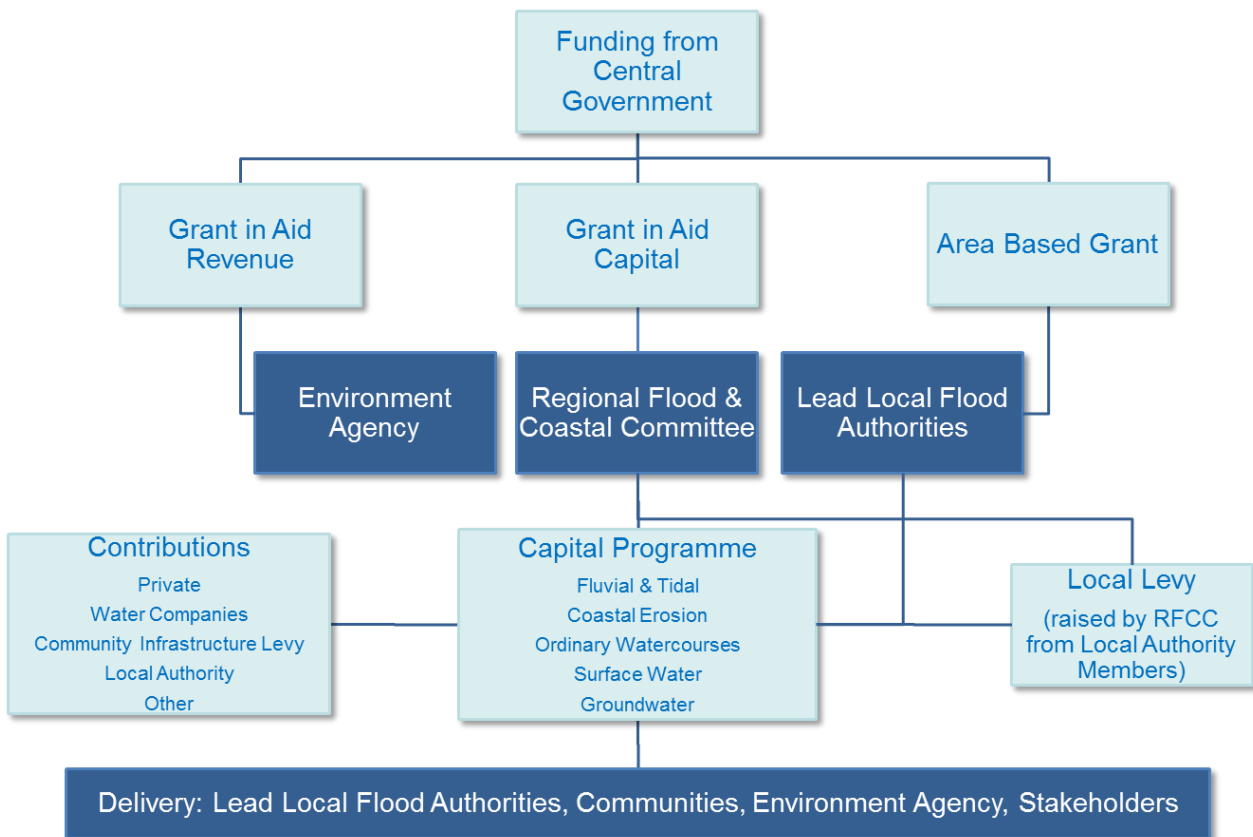 Funding from
Central
Government
Grant in Aid
Revenue
Grant in Aid
Capital
Area Based Grant
Environment
Agency
Regional Flood &
Coastal Committee
Lead Local Flood
Authorities
Contributions
Private
Water Companies
Community Infrastructure Levy
Local Authority
Other
Capital Programme
Fluvial & Tidal
Coastal Erosion
Ordinary Watercourses
Surface Water
Groundwater
Local Levy
(raised by RFCC
from Local Authority
Members)
Delivery: Lead Local Flood Authorities, Communities, Environment Agency, Stakeholders